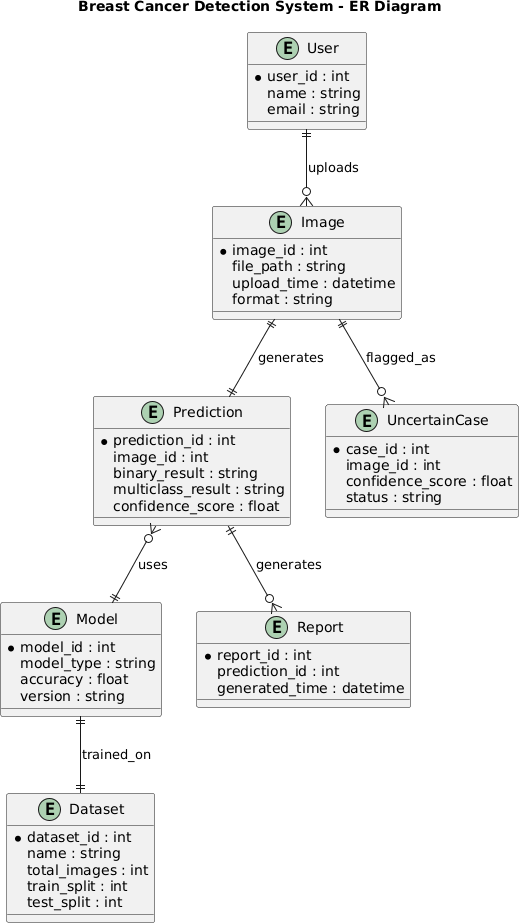 Breast Cancer Detection System - ER Diagram
E User
user_id : int
name : string
email : string
uploads
E Image
image_id : int
file_path : string
upload_time : datetime
format : string
generates
flagged_as
E Prediction
prediction_id : int
image_id : int
binary_result : string
multiclass_result : string
confidence_score : float
E UncertainCase
case_id : int
image_id : int
confidence_score : float
status : string
uses
generates
E Model
model_id : int
model_type : string
accuracy : float
version : string
E Report
report_id : int
prediction_id : int
generated_time : datetime
trained_on
E Dataset
dataset_id : int
name : string
total_images : int
train_split : int
test_split : int